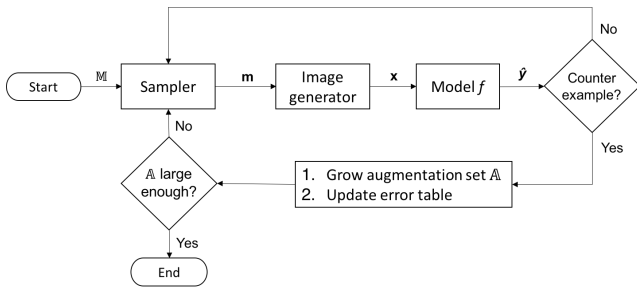 No
Start
𝕄
Sampler
m
Image
generator
x
Model f
ŷ
Counter
example?
No
Yes
𝔸 large
enough?
1. Grow augmentation set 𝔸
2. Update error table
Yes
End